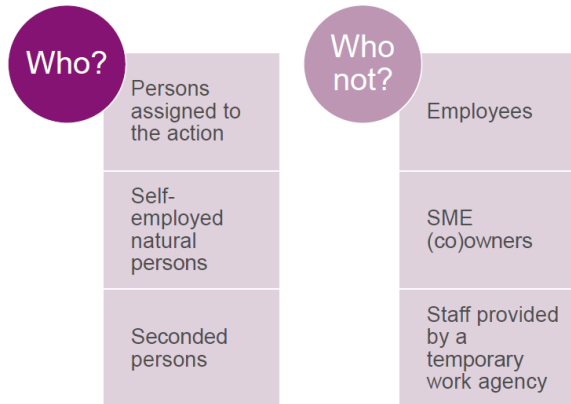 Who?
Persons
assigned to
the action
Self-
employed
natural
persons
Seconded
persons
Who
not?
Employees
SME
(co)owners
Staff provided
by a
temporary
work agency